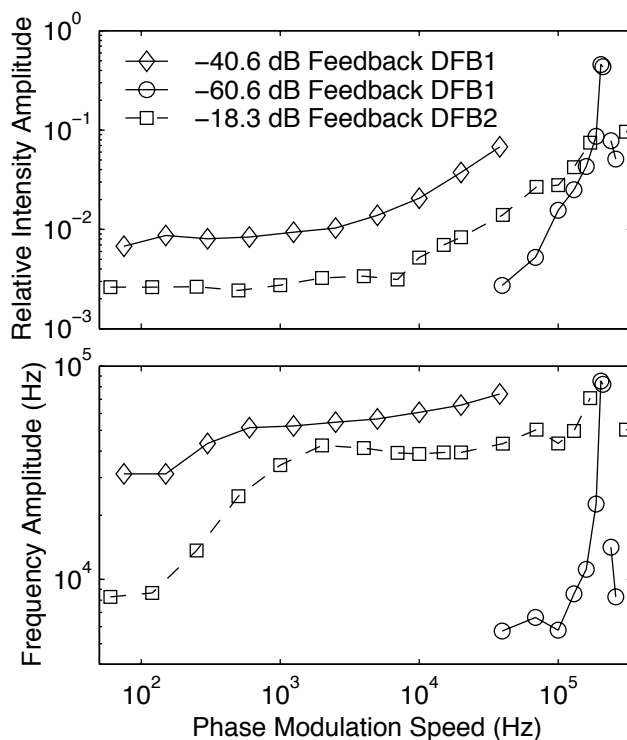 Relative Intensity Amplitude
10^0
10^-1
10^-2
10^-3
−40.6 dB Feedback DFB1
−60.6 dB Feedback DFB1
−18.3 dB Feedback DFB2
Frequency Amplitude (Hz)
10^5
10^4
10^2
10^3
10^4
10^5
Phase Modulation Speed (Hz)